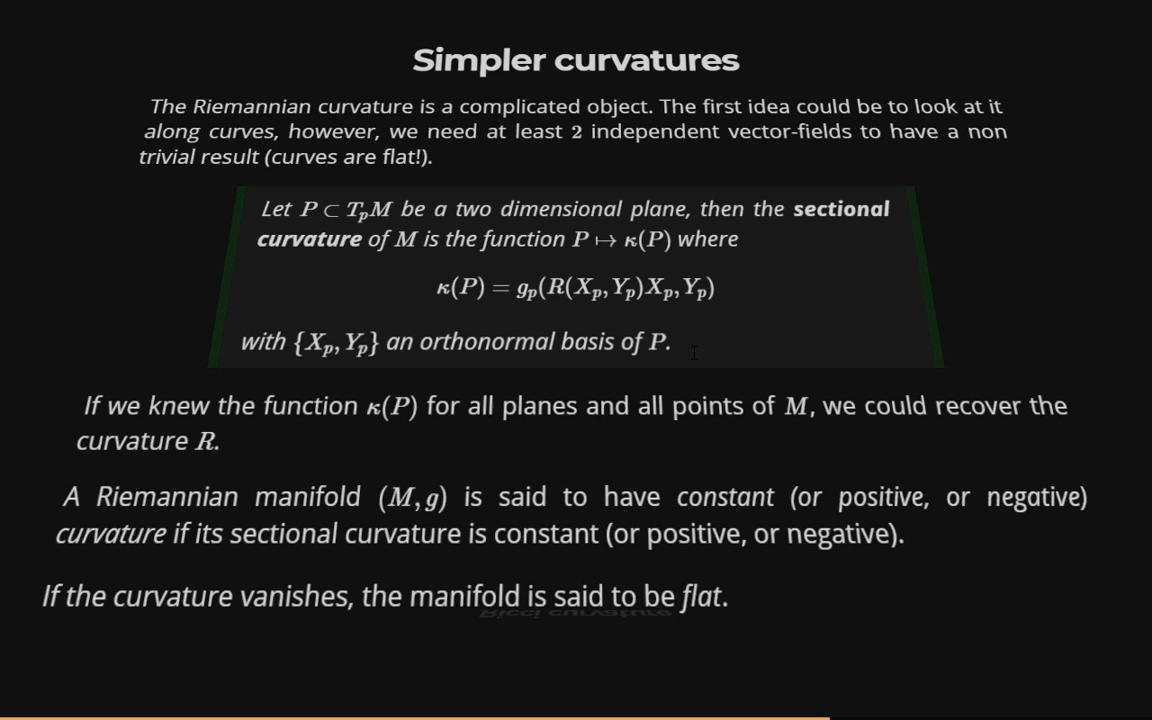 Simpler curvatures
The Riemannian curvature is a complicated object. The first idea could be to look at it
along curves, however, we need at least 2 independent vector-fields to have a non
trivial result (curves are flat!).
Let P ⊂ TₚM be a two dimensional plane, then the sectional
curvature of M is the function P ↦ κ(P) where
κ(P) = gₚ(R(Xₚ, Yₚ)Xₚ, Yₚ)
with {Xₚ, Yₚ} an orthonormal basis of P.
If we knew the function κ(P) for all planes and all points of M, we could recover the
curvature R.
A Riemannian manifold (M, g) is said to have constant (or positive, or negative)
curvature if its sectional curvature is constant (or positive, or negative).
If the curvature vanishes, the manifold is said to be flat.
Ricci curvature